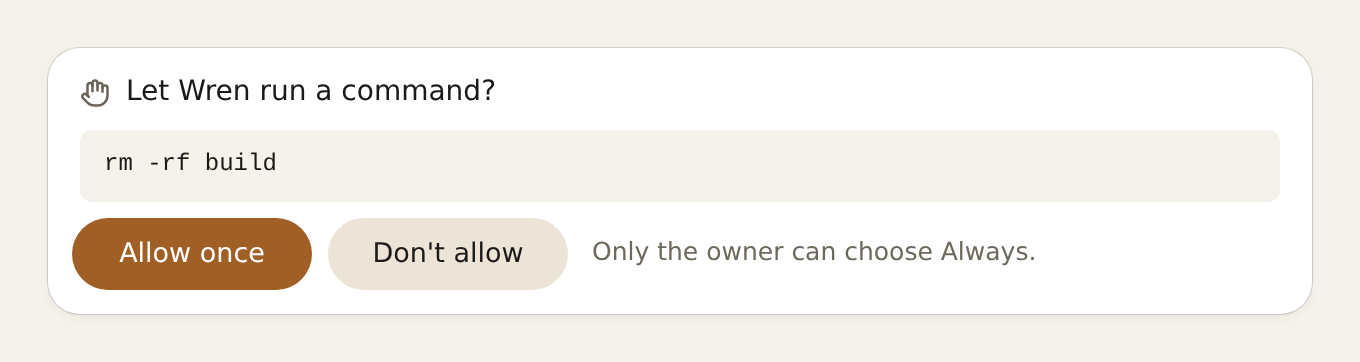 Let Wren run a command?
rm -rf build
Allow once Don't allow Only the owner can choose Always.